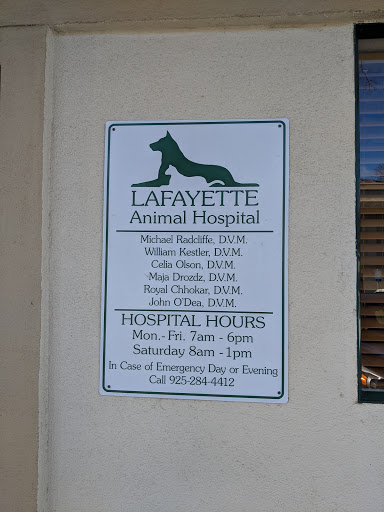 LAFAYETTE
Animal Hospital
Michael Radcliffe, D.V.M.
William Kestler, D.V.M.
Celia Olson, D.V.M.
Maja Drozdz, D.V.M.
Royal Chhokar, D.V.M.
John O'Dea, D.V.M.
HOSPITAL HOURS
Mon.- Fri. 7am - 6pm
Saturday 8am - 1pm
In Case of Emergency Day or Evening
Call 925-284-4412